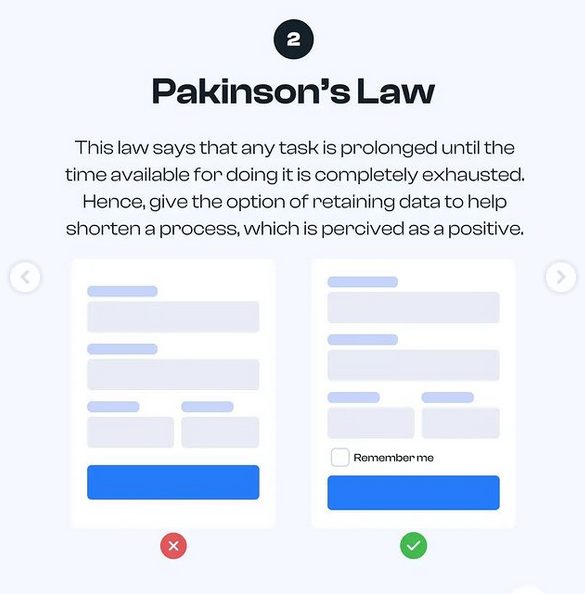 2
Pakinson's Law
This law says that any task is prolonged until the
time available for doing it is completely exhausted.
Hence, give the option of retaining data to help
shorten a process, which is percived as a positive.
Remember me